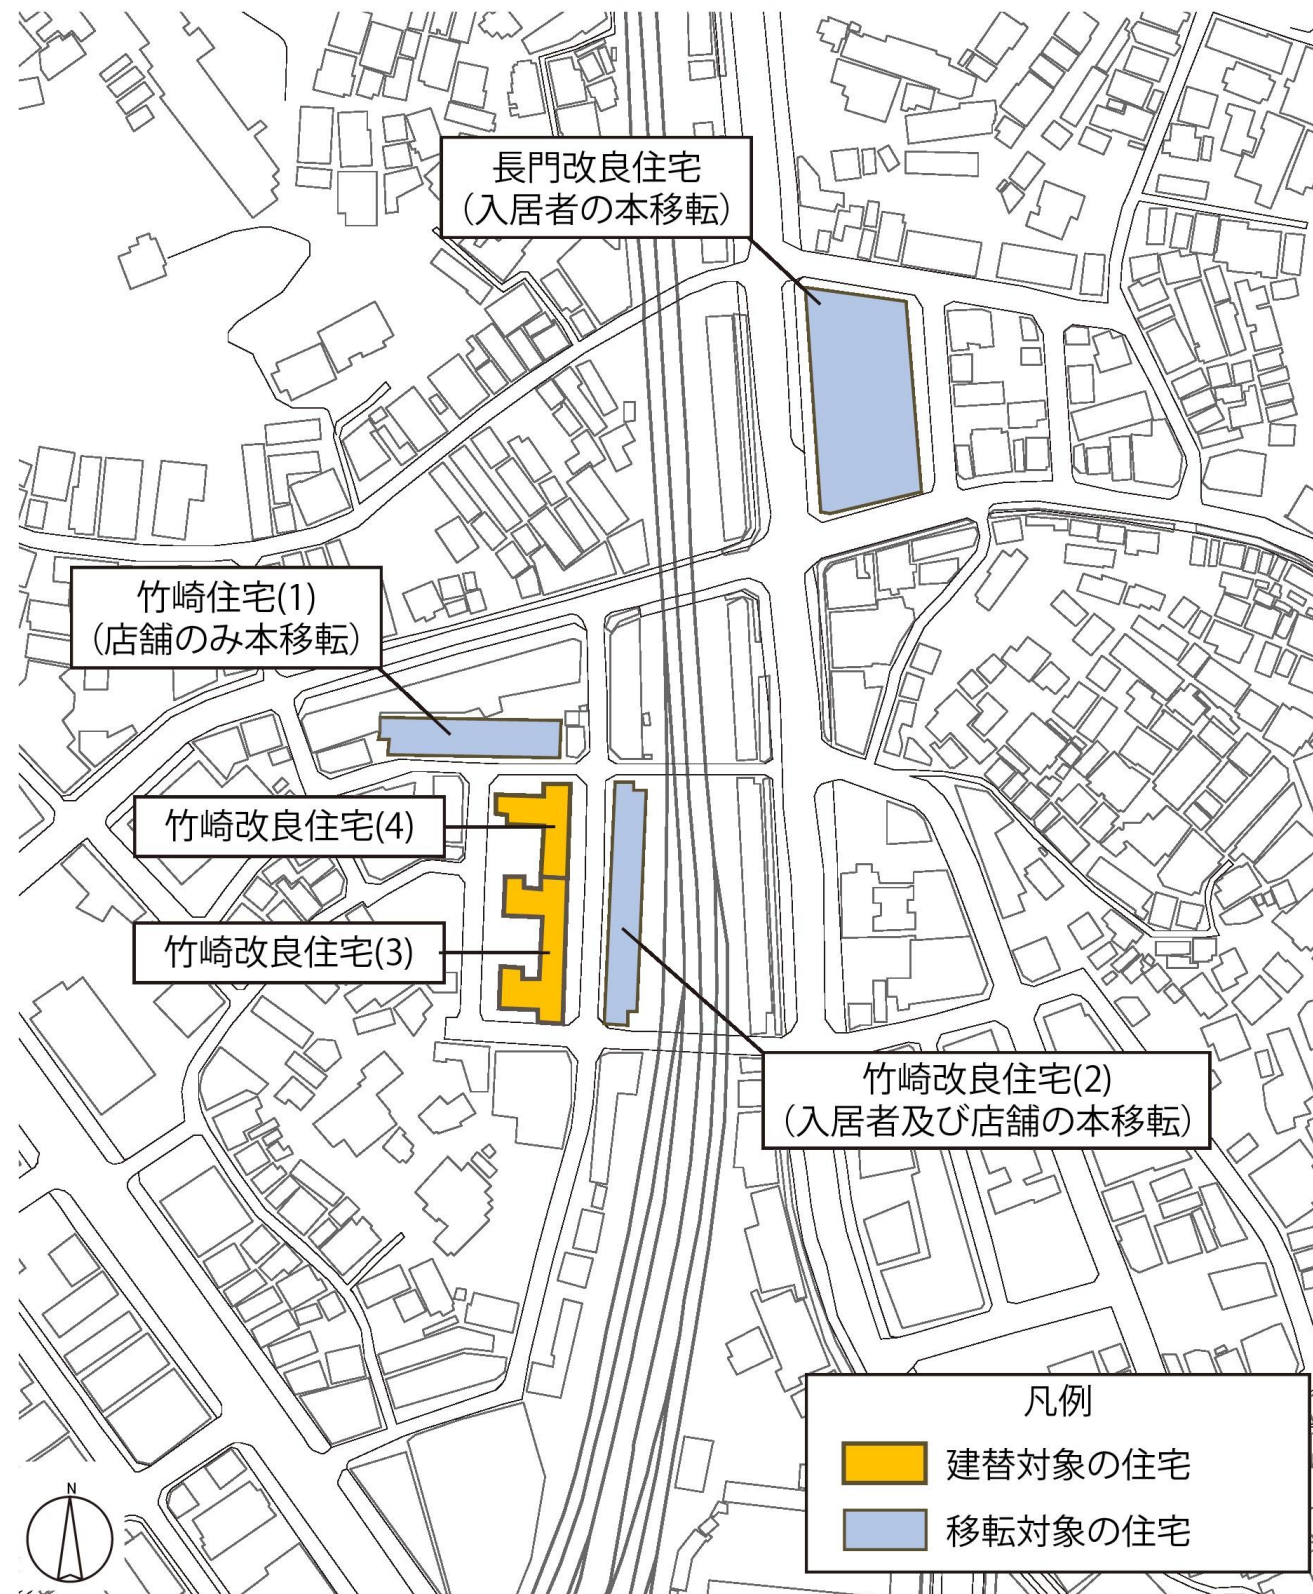 長門改良住宅
(入居者の本移転)
竹崎住宅(1)
(店舗のみ本移転)
竹崎改良住宅(4)
竹崎改良住宅(3)
竹崎改良住宅(2)
(入居者及び店舗の本移転)
凡例
建替対象の住宅
移転対象の住宅
N